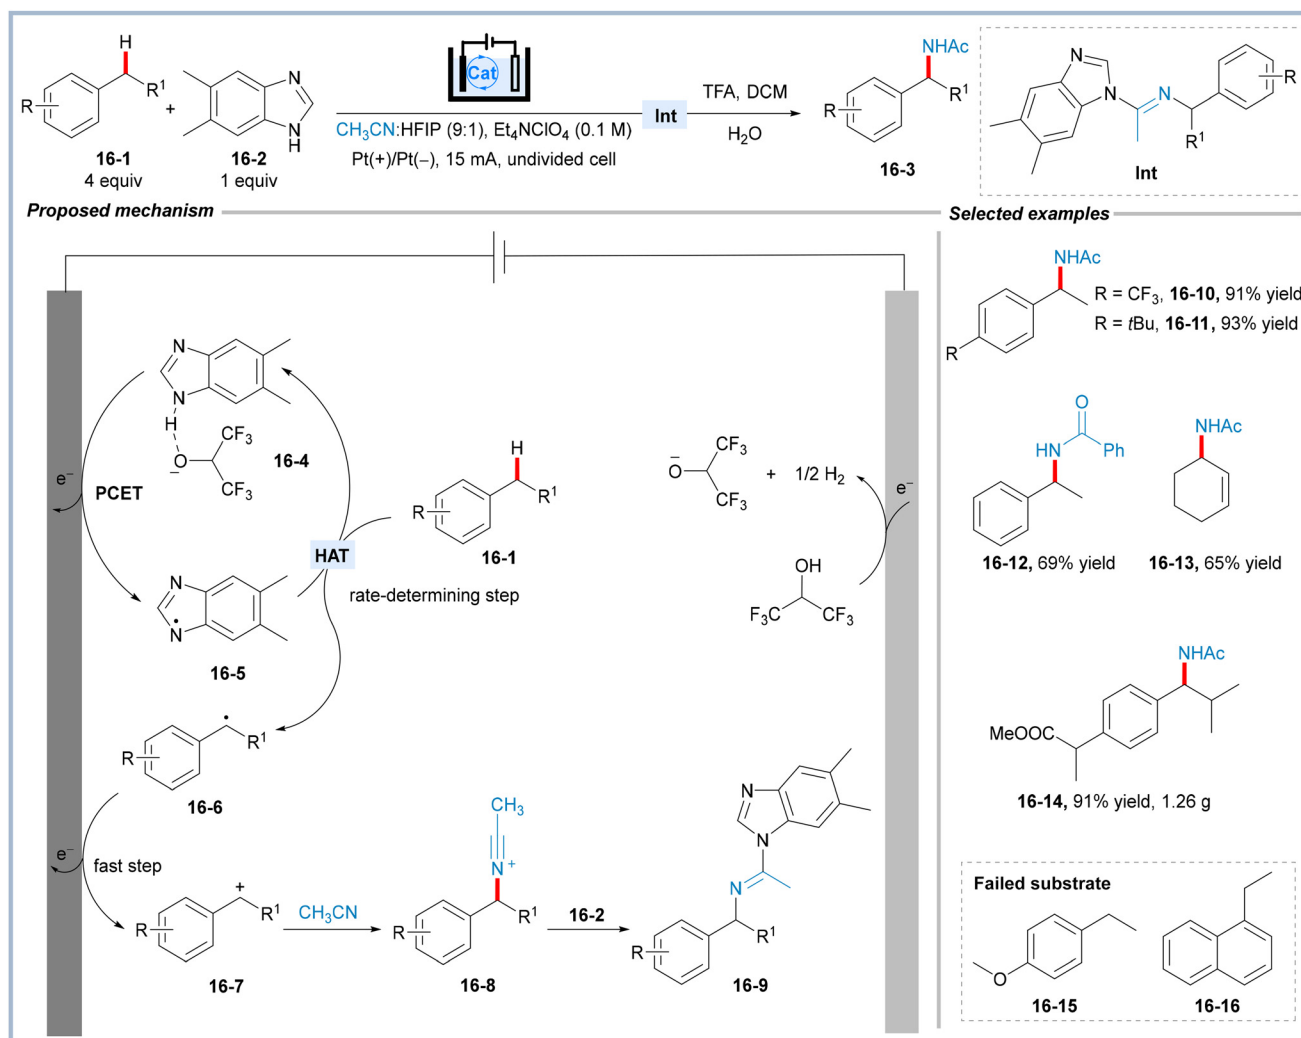 H
R
R¹
+
N
N
H
16-1
4 equiv
16-2
1 equiv
Cat
CH₃CN:HFIP (9:1), Et₄NClO₄ (0.1 M)
Pt(+)/Pt(−), 15 mA, undivided cell
Int
TFA, DCM
H₂O
NHAc
R
R¹
16-3
N
N
N
R
R¹
Int
Proposed mechanism
Selected examples
N
N
H
O
−
CF₃
CF₃
16-4
e⁻
PCET
N
N
•
16-5
HAT
rate-determining step
H
R
R¹
16-1
−
O
CF₃
CF₃
+ 1/2 H₂
e⁻
OH
F₃C
CF₃
•
R
R¹
16-6
e⁻
fast step
+
R
R¹
16-7
CH₃CN
CH₃
N
+
R
R¹
16-8
16-2
N
N
N
R
R¹
16-9
NHAc
R
R = CF₃, 16-10, 91% yield
R = tBu, 16-11, 93% yield
O
HN
Ph
16-12, 69% yield
NHAc
16-13, 65% yield
NHAc
MeOOC
16-14, 91% yield, 1.26 g
Failed substrate
O
16-15
16-16